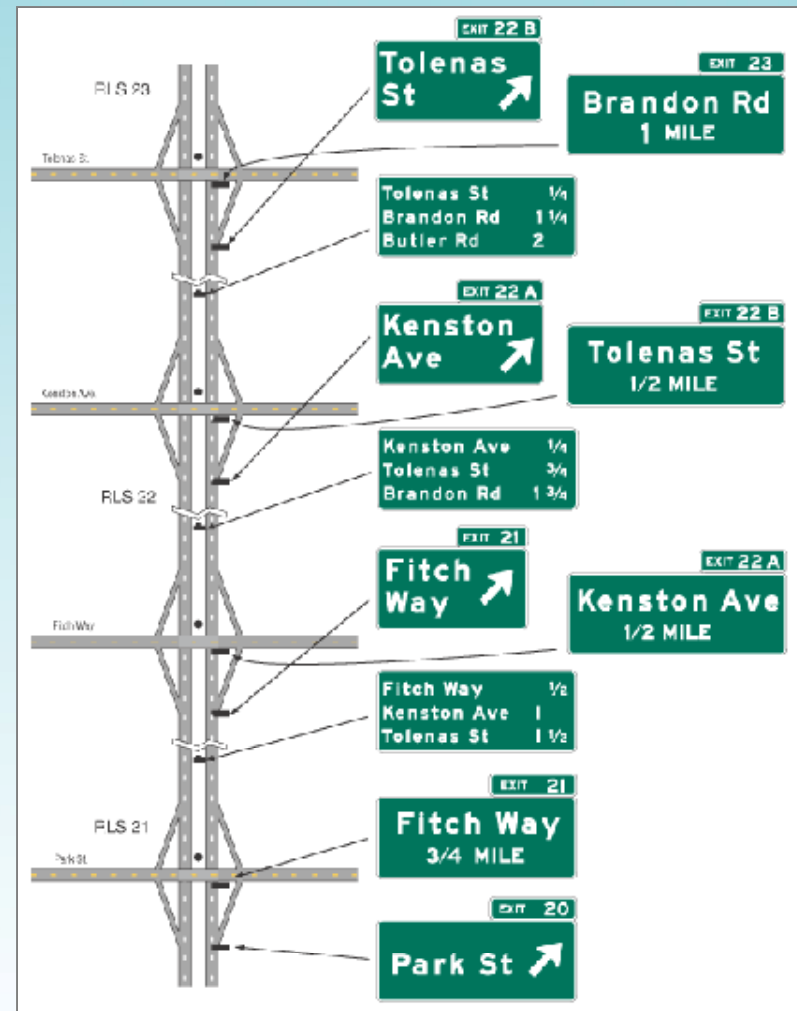 EXIT 22 B
Tolenas
St
EXIT 23
Brandon Rd
1 MILE
RLS 23
Tolenas St.
Tolenas St 1/4
Brandon Rd 1 1/4
Butler Rd 2
EXIT 22 A
Kenston
Ave
EXIT 22 B
Tolenas St
1/2 MILE
Kenston Ave.
Kenston Ave 1/4
Tolenas St 3/4
Brandon Rd 1 3/4
RLS 22
EXIT 21
Fitch
Way
EXIT 22 A
Kenston Ave
1/2 MILE
Fitch Way
Fitch Way 1/2
Kenston Ave 1
Tolenas St 1 1/2
EXIT 21
Fitch Way
3/4 MILE
RLS 21
Park St.
EXIT 20
Park St